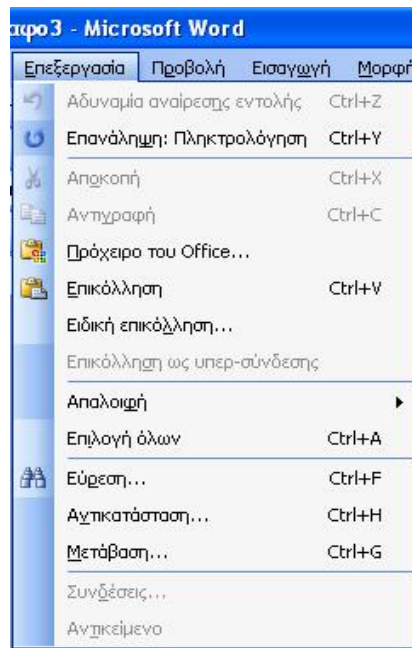 αφο3 - Microsoft Word
Επεξεργασία Προβολή Εισαγωγή Μορφή
Αδυναμία αναίρεσης εντολής Ctrl+Z
Επανάληψη: Πληκτρολόγηση Ctrl+Y
Αποκοπή Ctrl+X
Αντιγραφή Ctrl+C
Πρόχειρο του Office...
Επικόλληση Ctrl+V
Ειδική επικόλληση...
Επικόλληση ως υπερ-σύνδεσης
Απαλοιφή
Επιλογή όλων Ctrl+A
Εύρεση... Ctrl+F
Αντικατάσταση... Ctrl+H
Μετάβαση... Ctrl+G
Συνδέσεις...
Αντικείμενο